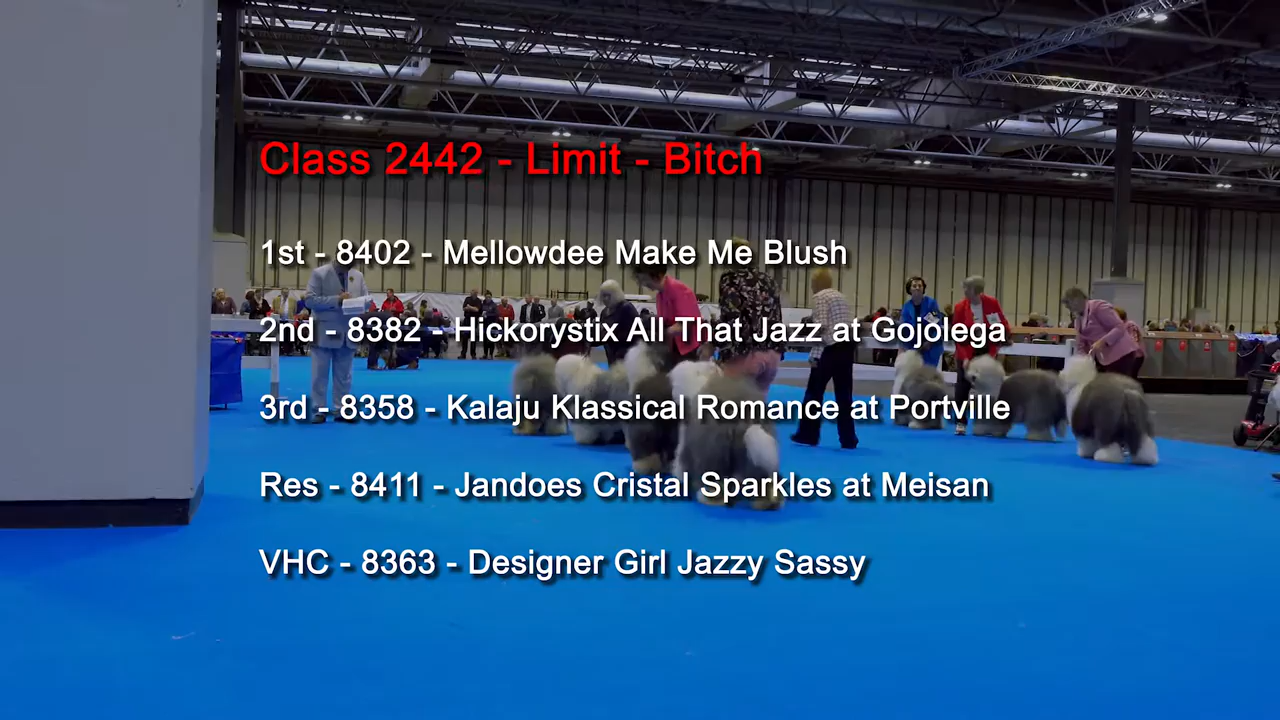 Class 2442 - Limit - Bitch
1st - 8402 - Mellowdee Make Me Blush
2nd - 8382 - Hickorystix All That Jazz at Gojolega
3rd - 8358 - Kalaju Klassical Romance at Portville
Res - 8411 - Jandoes Cristal Sparkles at Meisan
VHC - 8363 - Designer Girl Jazzy Sassy